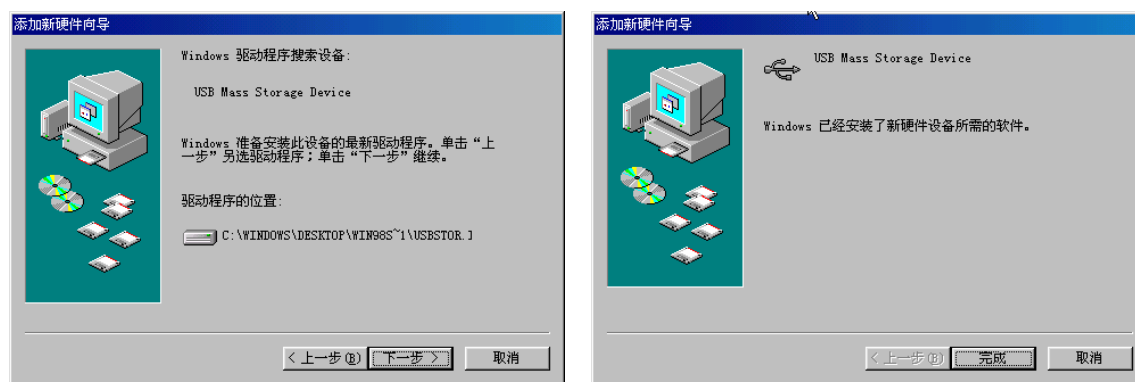 添加新硬件向导
Windows 驱动程序搜索设备:
USB Mass Storage Device
Windows 准备安装此设备的最新驱动程序。单击“上
一步”另选驱动程序；单击“下一步”继续。
驱动程序的位置:
C:\WINDOWS\DESKTOP\WIN98S~1\USBSTOR.I
< 上一步(B)
下一步 >
取消
添加新硬件向导
USB Mass Storage Device
Windows 已经安装了新硬件设备所需的软件。
< 上一步(B)
完成
取消